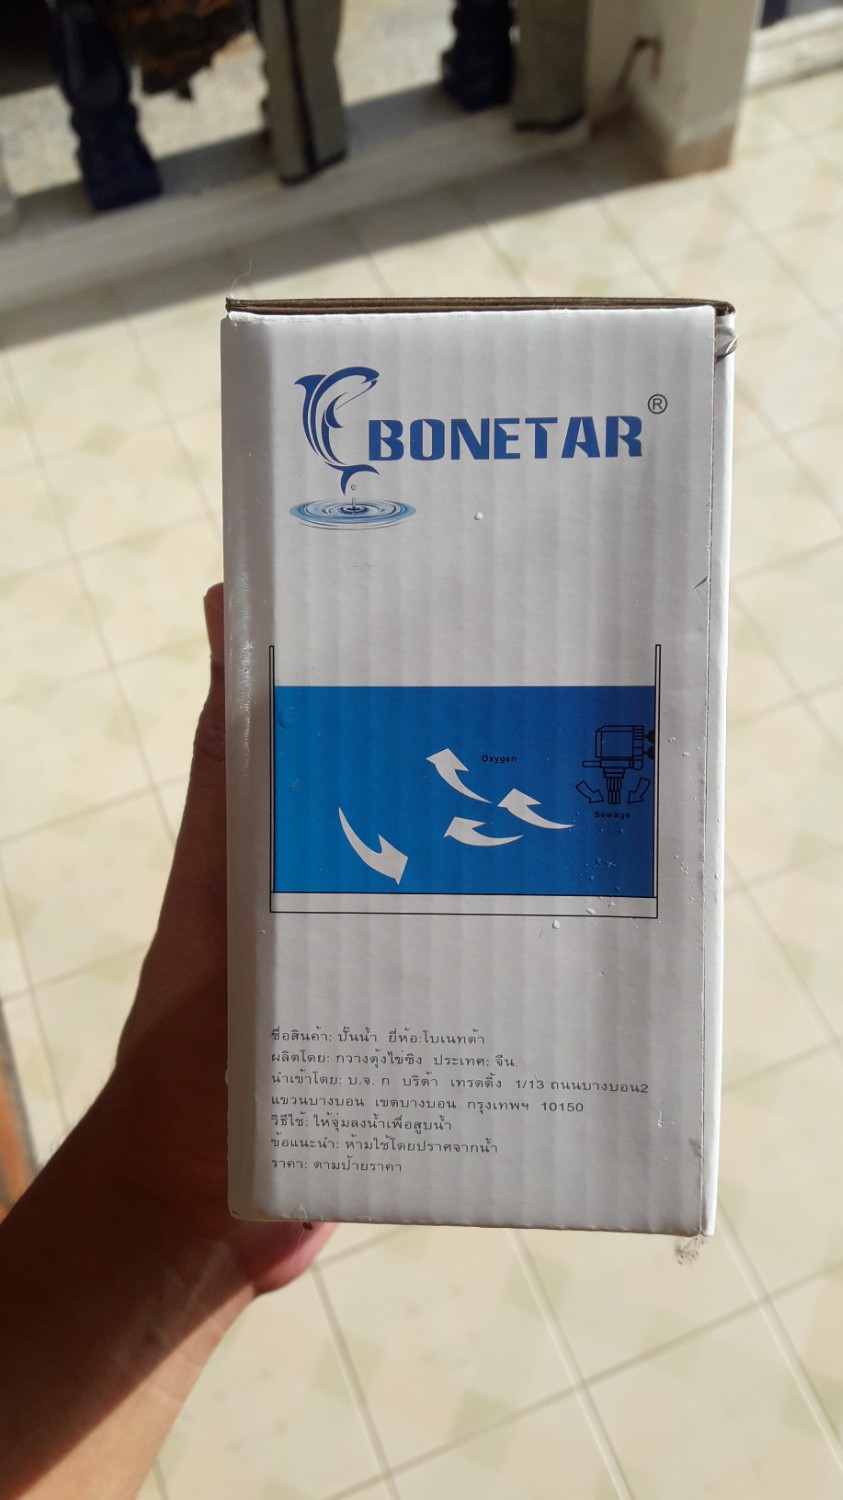 BONETAR ®
Oxygen
Sewage
ชื่อสินค้า: ปั๊มน้ำ ยี่ห้อ:โบเนทต้า
ผลิตโดย: กวางตุ้งไข่ซิง ประเทศ: จีน.
นำเข้าโดย: บ.จ. ก บริด้า เทรดดิ้ง 1/13 ถนนบางบอน2
แขวนบางบอน เขตบางบอน กรุงเทพฯ 10150
วิธีใช้: ให้จุ่มลงน้ำเพื่อสูบน้ำ
ข้อแนะนำ: ห้ามใช้โดยปราศจากน้ำ
ราคา: ตามป้ายราคา